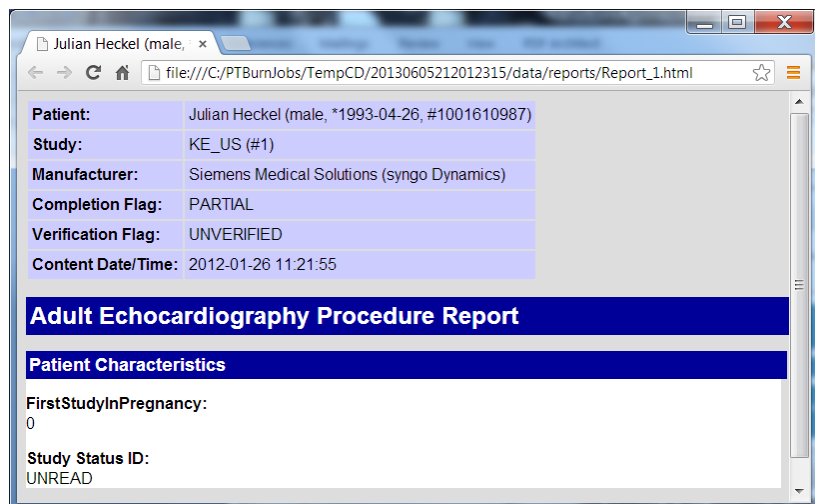 Julian Heckel (male,
file:///C:/PTBurnJobs/TempCD/20130605212012315/data/reports/Report_1.html
Patient: Julian Heckel (male, *1993-04-26, #1001610987)
Study: KE_US (#1)
Manufacturer: Siemens Medical Solutions (syngo Dynamics)
Completion Flag: PARTIAL
Verification Flag: UNVERIFIED
Content Date/Time: 2012-01-26 11:21:55
Adult Echocardiography Procedure Report
Patient Characteristics
FirstStudyInPregnancy:
0
Study Status ID:
UNREAD